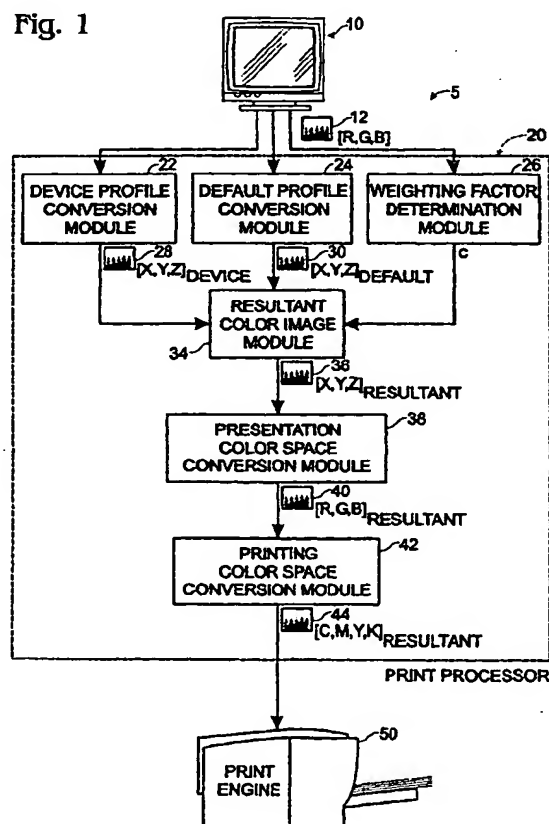 Fig. 1
10
5
12
[R,G,B]
20
22
24
26
DEVICE PROFILE
CONVERSION
MODULE
DEFAULT PROFILE
CONVERSION
MODULE
WEIGHTING FACTOR
DETERMINATION
MODULE
28
[X,Y,Z]DEVICE
30
[X,Y,Z]DEFAULT
C
RESULTANT
COLOR IMAGE
MODULE
34
36
[X,Y,Z]RESULTANT
38
PRESENTATION
COLOR SPACE
CONVERSION MODULE
40
[R,G,B]RESULTANT
42
PRINTING
COLOR SPACE
CONVERSION MODULE
44
[C,M,Y,K]RESULTANT
PRINT PROCESSOR
50
PRINT
ENGINE